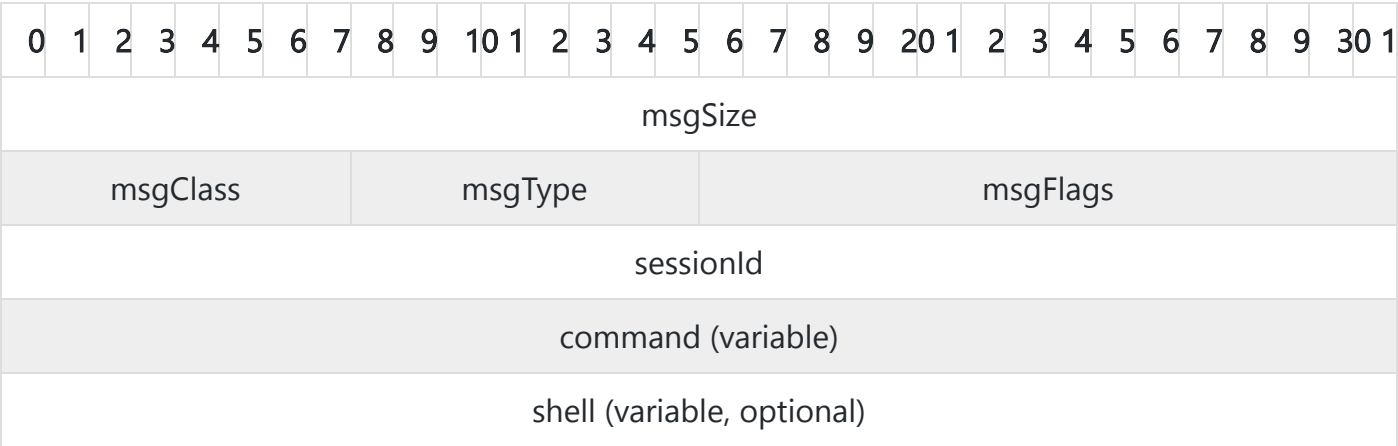 0 1 2 3 4 5 6 7 8 9 10 1 2 3 4 5 6 7 8 9 20 1 2 3 4 5 6 7 8 9 30 1
msgSize
msgClass msgType msgFlags
sessionId
command (variable)
shell (variable, optional)